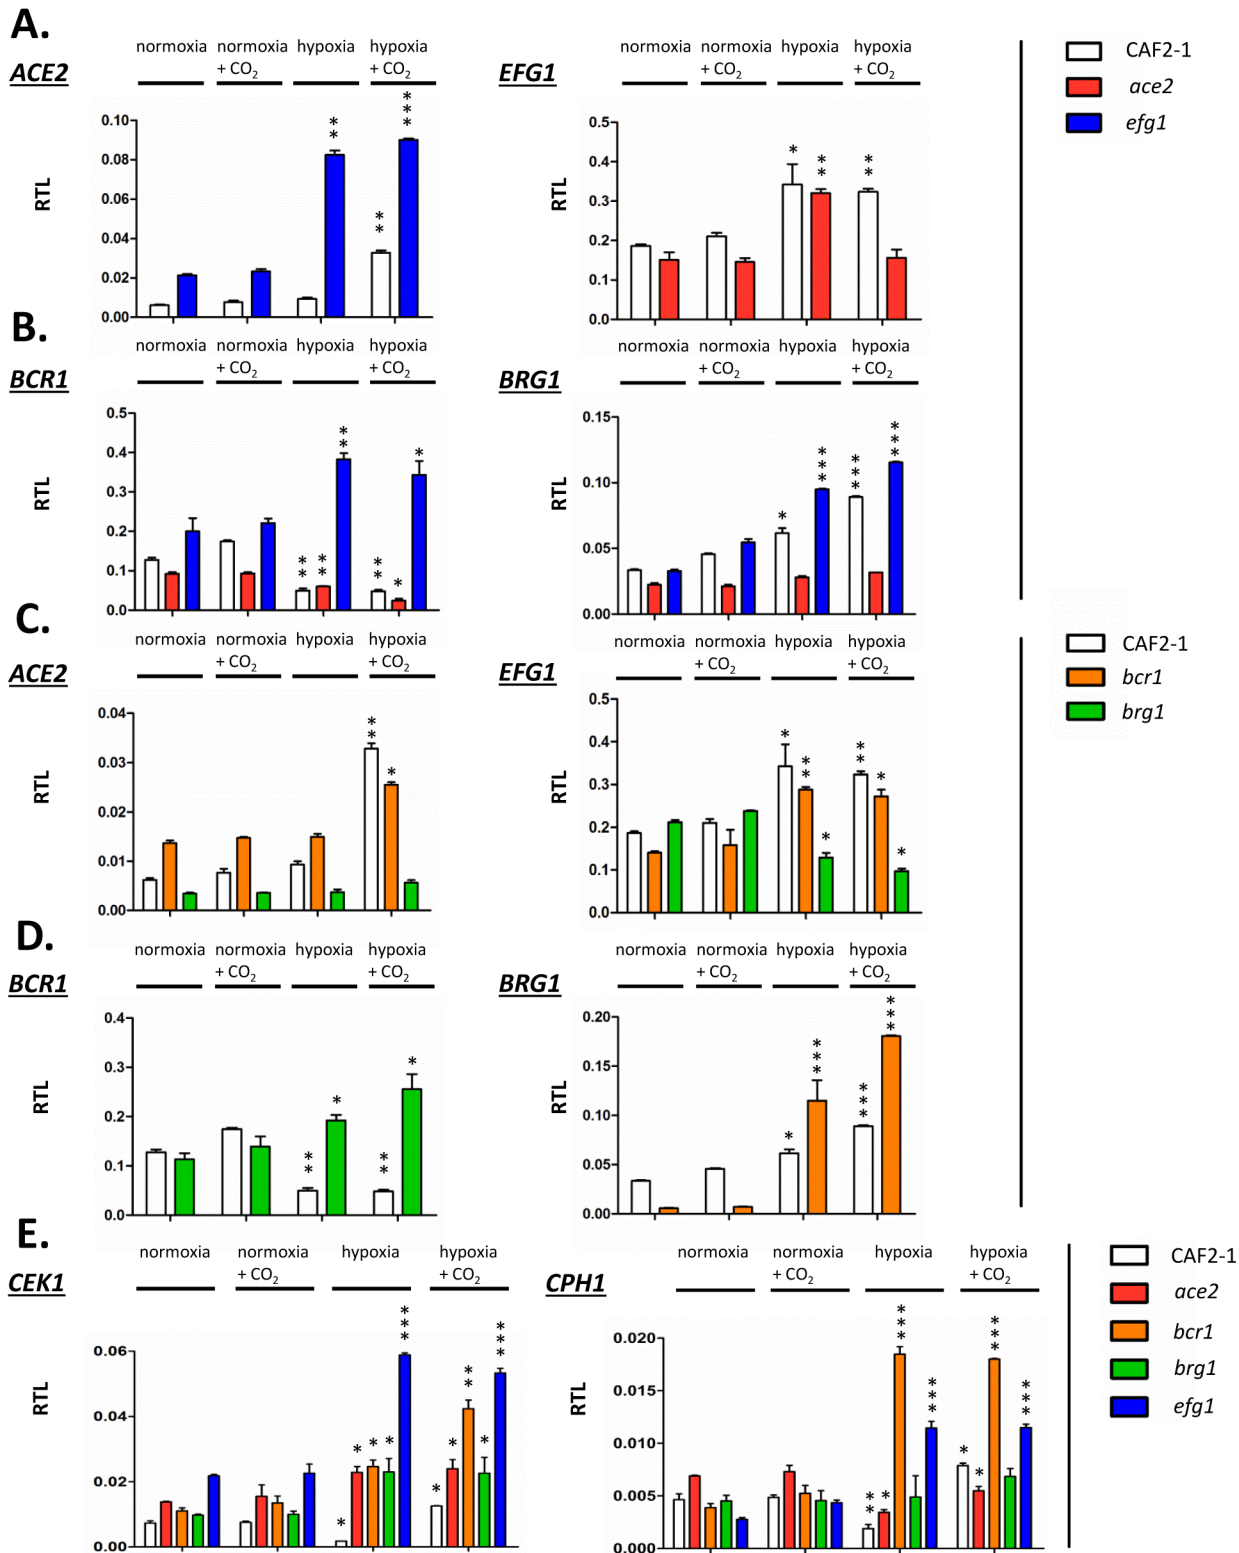 A.
normoxia normoxia + CO2 hypoxia hypoxia + CO2
ACE2
RTL
0.10
0.08
0.06
0.04
0.02
0.00
**
**
***
normoxia normoxia + CO2 hypoxia hypoxia + CO2
EFG1
RTL
0.5
0.4
0.3
0.2
0.1
0.0
*
**
**
CAF2-1
ace2
efg1
B.
normoxia normoxia + CO2 hypoxia hypoxia + CO2
BCR1
RTL
0.5
0.4
0.3
0.2
0.1
0.0
**
**
**
**
*
*
normoxia normoxia + CO2 hypoxia hypoxia + CO2
BRG1
RTL
0.15
0.10
0.05
0.00
*
***
***
***
C.
normoxia normoxia + CO2 hypoxia hypoxia + CO2
ACE2
RTL
0.04
0.03
0.02
0.01
0.00
**
*
normoxia normoxia + CO2 hypoxia hypoxia + CO2
EFG1
RTL
0.5
0.4
0.3
0.2
0.1
0.0
*
**
*
**
*
*
CAF2-1
bcr1
brg1
D.
normoxia normoxia + CO2 hypoxia hypoxia + CO2
BCR1
RTL
0.4
0.3
0.2
0.1
0.0
**
*
**
*
normoxia normoxia + CO2 hypoxia hypoxia + CO2
BRG1
RTL
0.20
0.15
0.10
0.05
0.00
*
***
***
***
E.
normoxia normoxia + CO2 hypoxia hypoxia + CO2
CEK1
RTL
0.06
0.04
0.02
0.00
*
*
*
*
***
*
*
**
*
***
normoxia normoxia + CO2 hypoxia hypoxia + CO2
CPH1
RTL
0.020
0.015
0.010
0.005
0.000
**
*
***
***
*
*
***
***
CAF2-1
ace2
bcr1
brg1
efg1